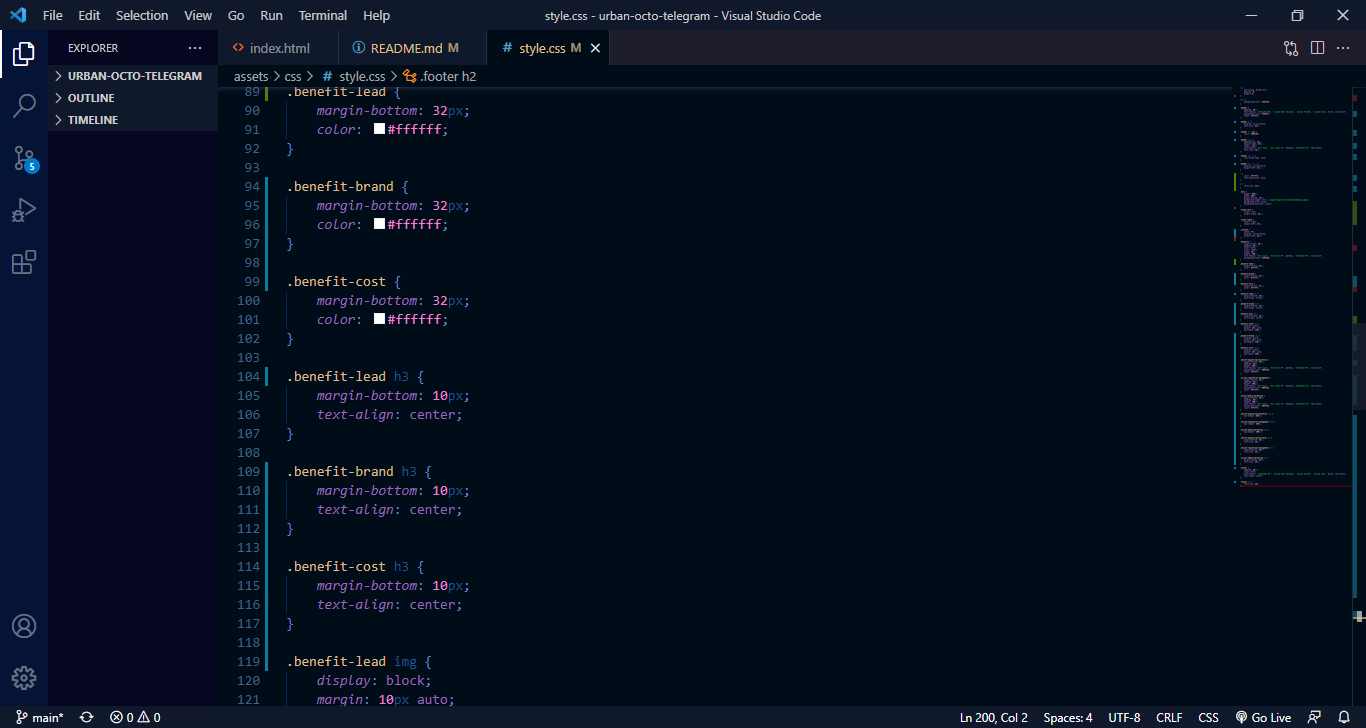 File Edit Selection View Go Run Terminal Help
style.css - urban-octo-telegram - Visual Studio Code
EXPLORER
URBAN-OCTO-TELEGRAM
OUTLINE
TIMELINE
5
index.html
README.md M
# style.css M
assets > css > # style.css > .footer h2
89 .benefit-lead {
90 margin-bottom: 32px;
91 color: #ffffff;
92 }
93
94 .benefit-brand {
95 margin-bottom: 32px;
96 color: #ffffff;
97 }
98
99 .benefit-cost {
100 margin-bottom: 32px;
101 color: #ffffff;
102 }
103
104 .benefit-lead h3 {
105 margin-bottom: 10px;
106 text-align: center;
107 }
108
109 .benefit-brand h3 {
110 margin-bottom: 10px;
111 text-align: center;
112 }
113
114 .benefit-cost h3 {
115 margin-bottom: 10px;
116 text-align: center;
117 }
118
119 .benefit-lead img {
120 display: block;
121 margin: 10px auto;
main* 0 0
Ln 200, Col 2 Spaces: 4 UTF-8 CRLF CSS Go Live